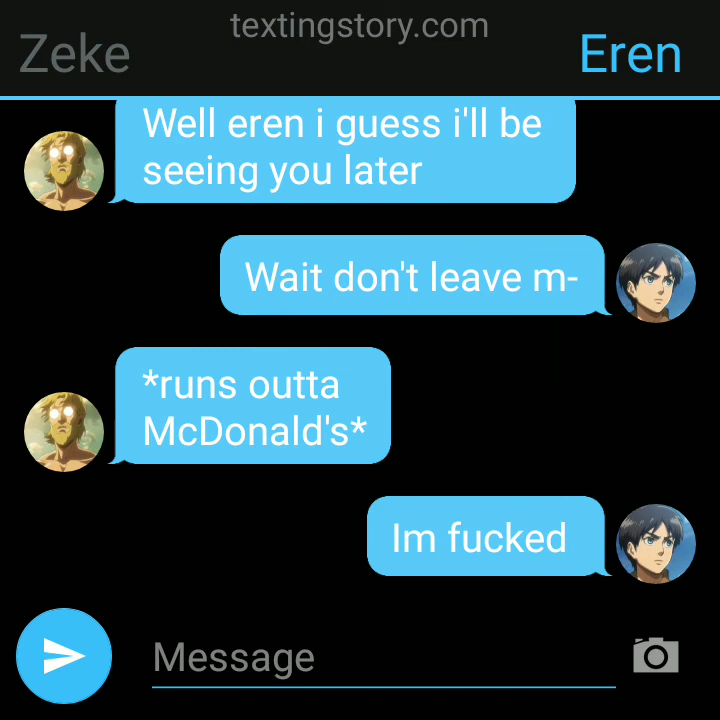 textingstory.com
Zeke
Eren
Well eren i guess i'll be
seeing you later
Wait don't leave m-
*runs outta
McDonald's*
Im fucked
Message